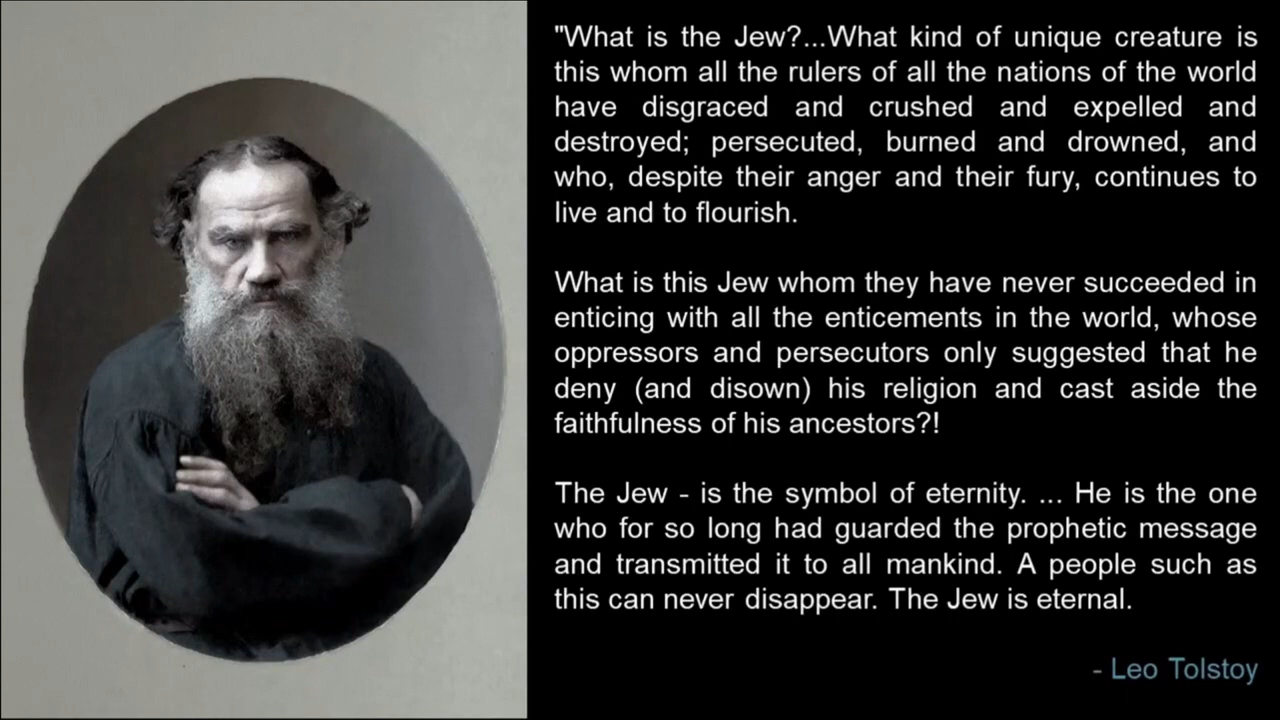 "What is the Jew?...What kind of unique creature is
this whom all the rulers of all the nations of the world
have disgraced and crushed and expelled and
destroyed; persecuted, burned and drowned, and
who, despite their anger and their fury, continues to
live and to flourish.
What is this Jew whom they have never succeeded in
enticing with all the enticements in the world, whose
oppressors and persecutors only suggested that he
deny (and disown) his religion and cast aside the
faithfulness of his ancestors?!
The Jew - is the symbol of eternity. ... He is the one
who for so long had guarded the prophetic message
and transmitted it to all mankind. A people such as
this can never disappear. The Jew is eternal.
- Leo Tolstoy